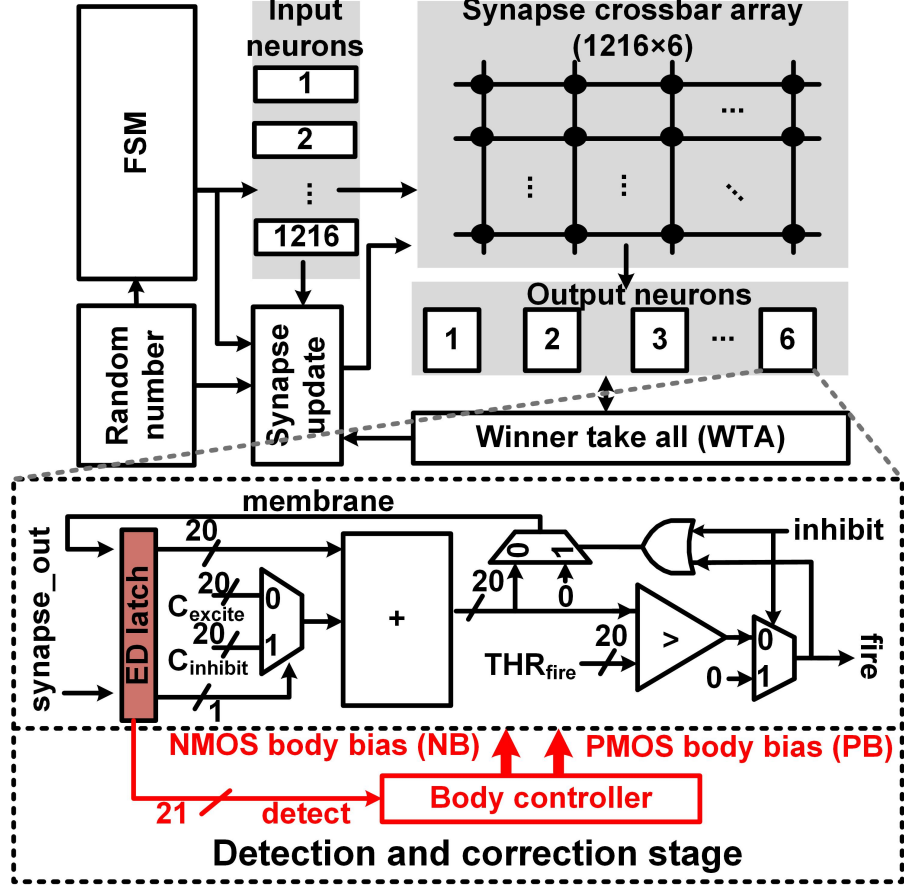 Input
neurons
Synapse crossbar array
(1216×6)
FSM
1
2
...
1216
...
...
...
...
Random
number
Synapse
update
Output neurons
1
2
3
...
6
Winner take all (WTA)
membrane
synapse_out
ED latch
20
20
C_excite
0
20
C_inhibit
1
1
+
20
0
1
0
inhibit
20
THR_fire
>
0
0
1
fire
NMOS body bias (NB)
PMOS body bias (PB)
21
detect
Body controller
Detection and correction stage